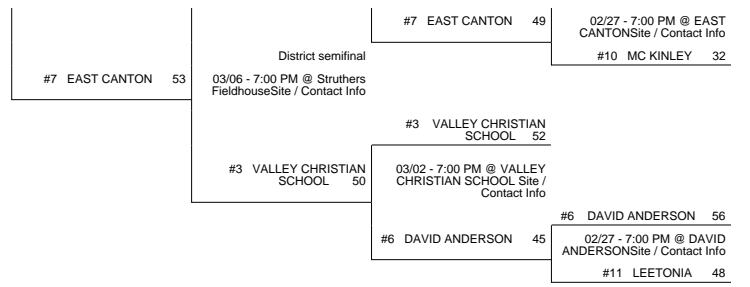 #7 EAST CANTON 49
02/27 - 7:00 PM @ EAST
CANTONSite / Contact Info
#10 MC KINLEY 32
District semifinal
#7 EAST CANTON 53
03/06 - 7:00 PM @ Struthers
FieldhouseSite / Contact Info
#3 VALLEY CHRISTIAN
SCHOOL 52
#3 VALLEY CHRISTIAN
SCHOOL 50
03/02 - 7:00 PM @ VALLEY
CHRISTIAN SCHOOL Site /
Contact Info
#6 DAVID ANDERSON 56
#6 DAVID ANDERSON 45
02/27 - 7:00 PM @ DAVID
ANDERSONSite / Contact Info
#11 LEETONIA 48